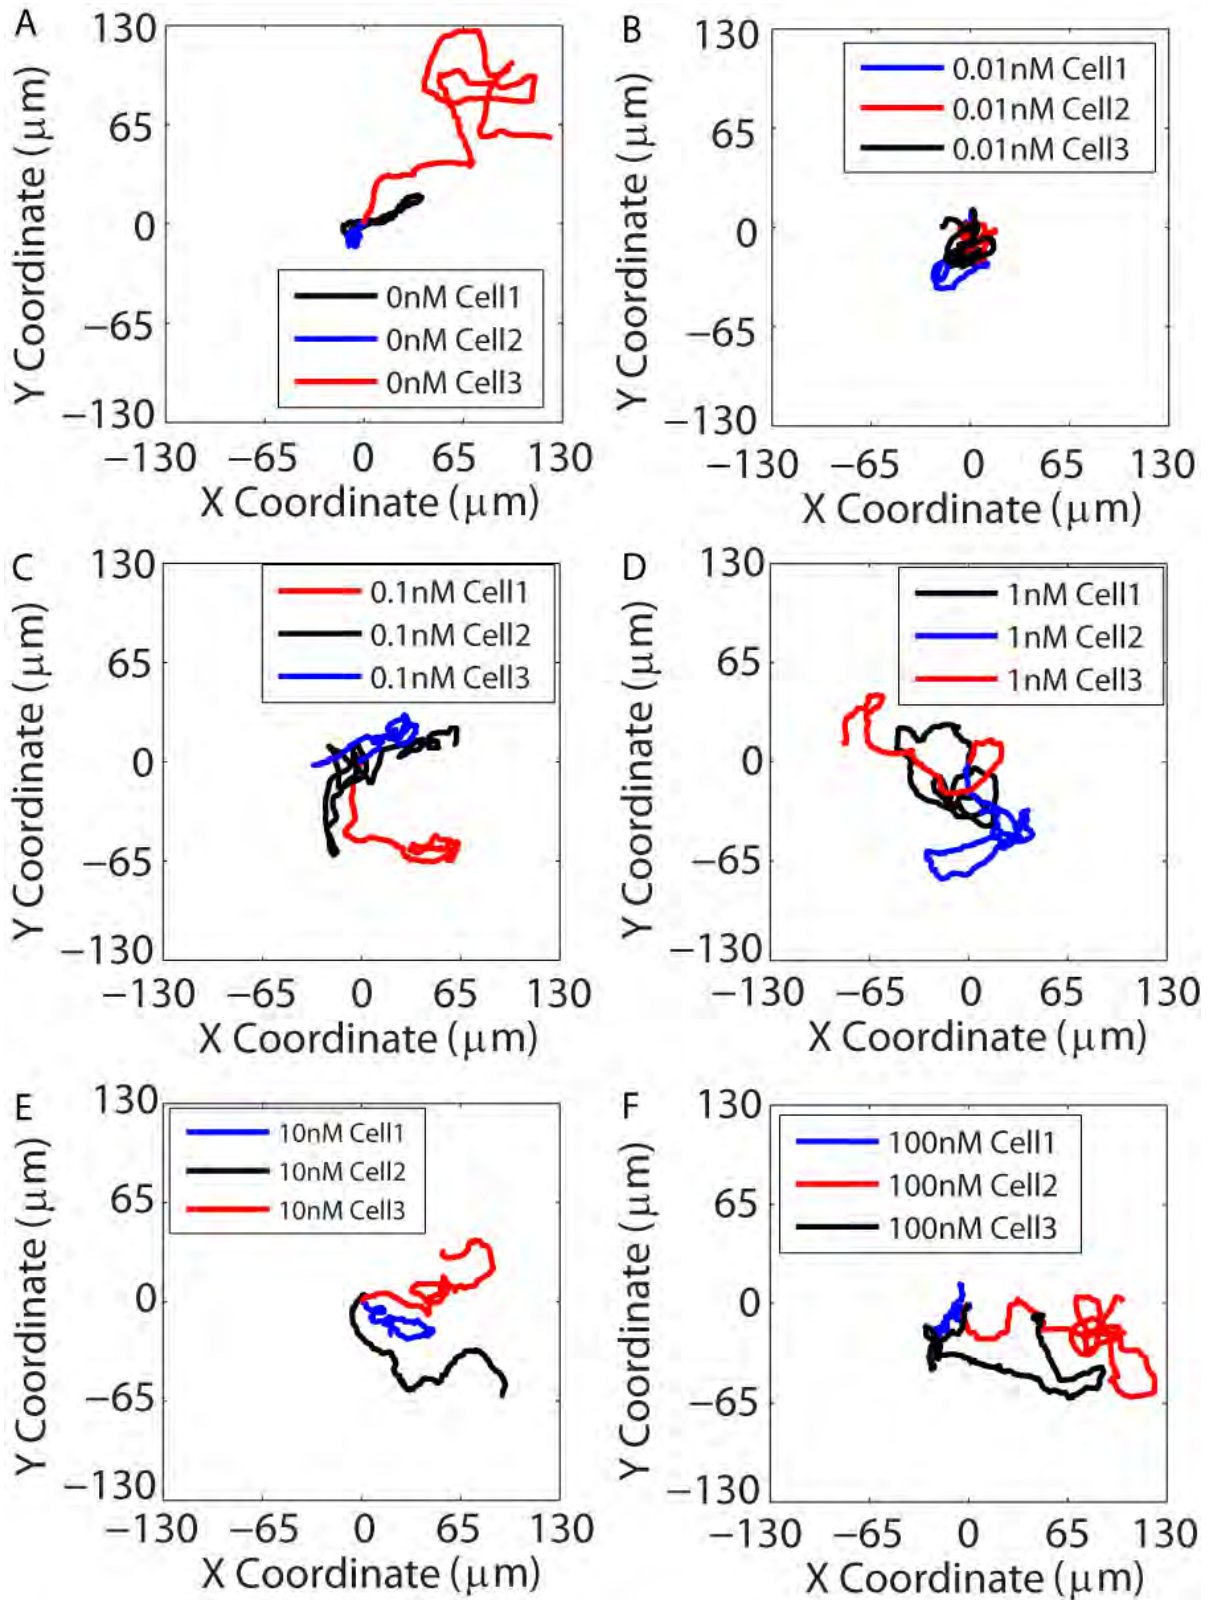 A
130
65
0
−65
−130
Y Coordinate (μm)
0nM Cell1
0nM Cell2
0nM Cell3
−130 −65 0 65 130
X Coordinate (μm)
B
130
65
0
−65
−130
Y Coordinate (μm)
0.01nM Cell1
0.01nM Cell2
0.01nM Cell3
−130 −65 0 65 130
X Coordinate (μm)
C
130
65
0
−65
−130
Y Coordinate (μm)
0.1nM Cell1
0.1nM Cell2
0.1nM Cell3
−130 −65 0 65 130
X Coordinate (μm)
D
130
65
0
−65
−130
Y Coordinate (μm)
1nM Cell1
1nM Cell2
1nM Cell3
−130 −65 0 65 130
X Coordinate (μm)
E
130
65
0
−65
−130
Y Coordinate (μm)
10nM Cell1
10nM Cell2
10nM Cell3
−130 −65 0 65 130
X Coordinate (μm)
F
130
65
0
−65
−130
Y Coordinate (μm)
100nM Cell1
100nM Cell2
100nM Cell3
−130 −65 0 65 130
X Coordinate (μm)